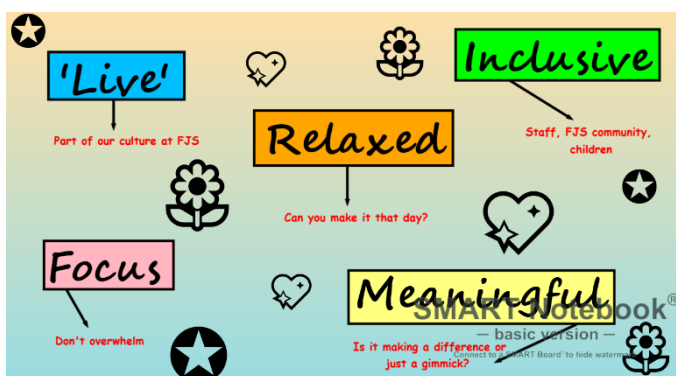 'Live'
Inclusive
Part of our culture at FJS
Relaxed
Staff, FJS community,
children
Can you make it that day?
Focus
Meaningful
SMART Notebook®
— basic version —
Don't overwhelm
Is it making a difference or
just a gimmick?
Connect to a SMART Board® to hide watermar